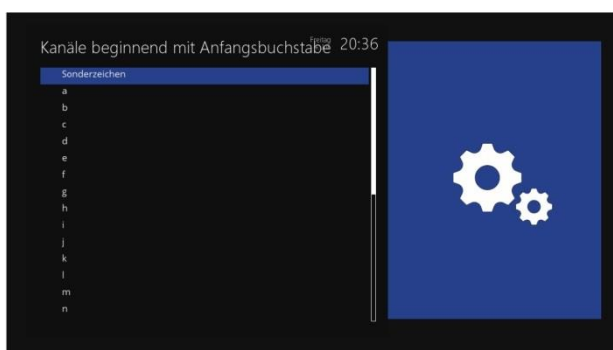 Kanäle beginnend mit Anfangsbuchstabe 20:36
Freitag
Sonderzeichen
a
b
c
d
e
f
g
h
i
j
k
l
m
n